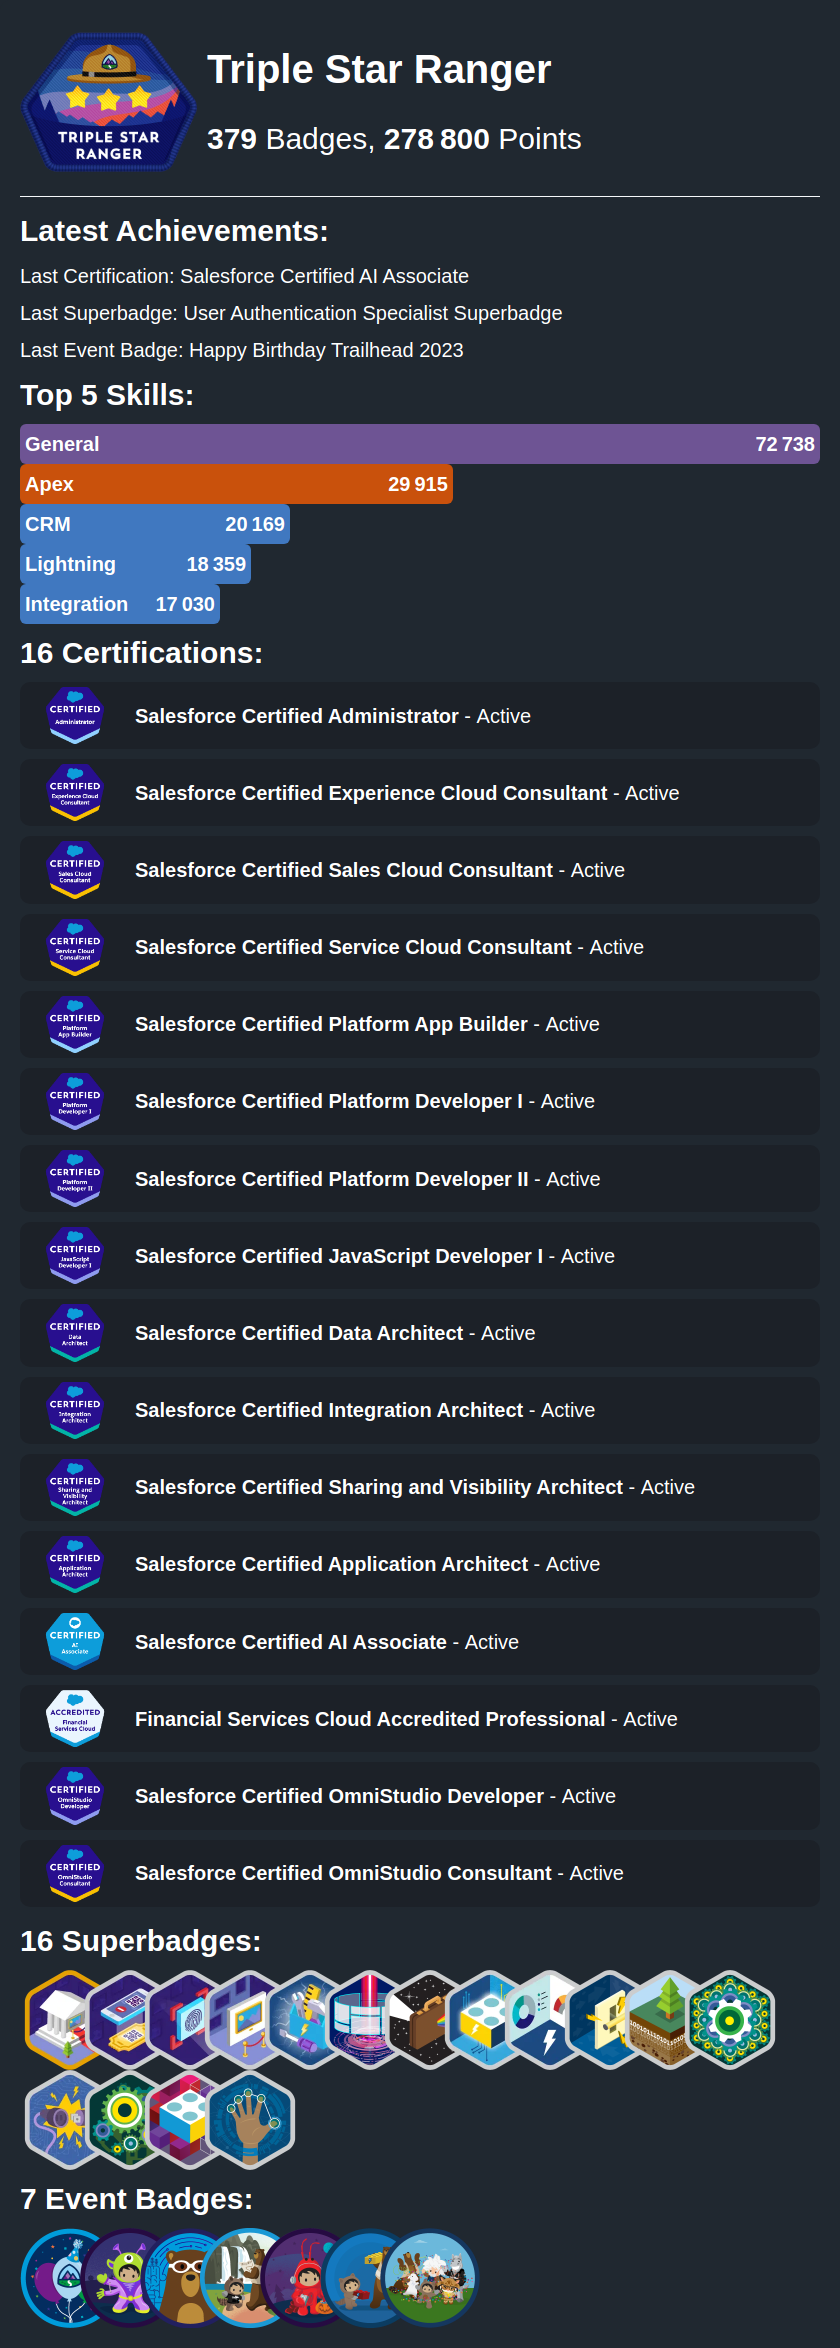 TRIPLE STAR
RANGER
Triple Star Ranger
379 Badges, 278 800 Points
Latest Achievements:
Last Certification: Salesforce Certified AI Associate
Last Superbadge: User Authentication Specialist Superbadge
Last Event Badge: Happy Birthday Trailhead 2023
Top 5 Skills:
General 72 738
Apex 29 915
CRM 20 169
Lightning 18 359
Integration 17 030
16 Certifications:
CERTIFIED
Administrator
Salesforce Certified Administrator - Active
CERTIFIED
Experience Cloud
Consultant
Salesforce Certified Experience Cloud Consultant - Active
CERTIFIED
Sales Cloud
Consultant
Salesforce Certified Sales Cloud Consultant - Active
CERTIFIED
Service Cloud
Consultant
Salesforce Certified Service Cloud Consultant - Active
CERTIFIED
Platform
App Builder
Salesforce Certified Platform App Builder - Active
CERTIFIED
Platform
Developer I
Salesforce Certified Platform Developer I - Active
CERTIFIED
Platform
Developer II
Salesforce Certified Platform Developer II - Active
CERTIFIED
JavaScript
Developer I
Salesforce Certified JavaScript Developer I - Active
CERTIFIED
Data
Architect
Salesforce Certified Data Architect - Active
CERTIFIED
Integration
Architect
Salesforce Certified Integration Architect - Active
CERTIFIED
Sharing and
Visibility
Architect
Salesforce Certified Sharing and Visibility Architect - Active
CERTIFIED
Application
Architect
Salesforce Certified Application Architect - Active
CERTIFIED
AI
Associate
Salesforce Certified AI Associate - Active
ACCREDITED
Financial
Services Cloud
Financial Services Cloud Accredited Professional - Active
CERTIFIED
OmniStudio
Developer
Salesforce Certified OmniStudio Developer - Active
CERTIFIED
OmniStudio
Consultant
Salesforce Certified OmniStudio Consultant - Active
16 Superbadges:
7 Event Badges: